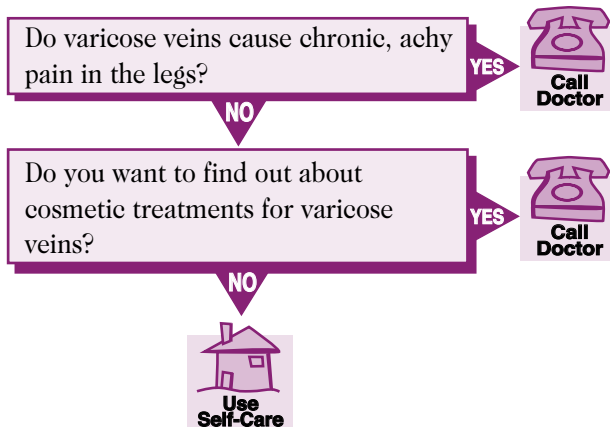 Do varicose veins cause chronic, achy
pain in the legs?
YES
Call
Doctor
NO
Do you want to find out about
cosmetic treatments for varicose
veins?
YES
Call
Doctor
NO
Use
Self-Care